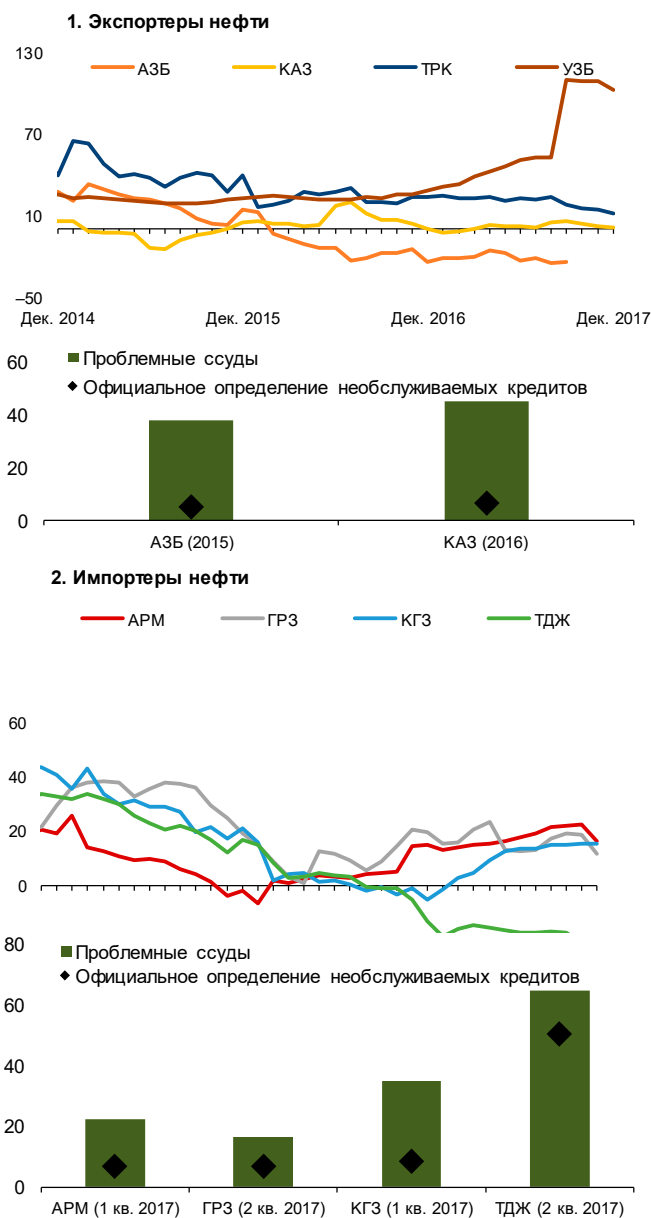 1. Экспортеры нефти
130
АЗБ КАЗ ТРК УЗБ
70
10
–50
Дек. 2014 Дек. 2015 Дек. 2016 Дек. 2017
60
Проблемные ссуды
Официальное определение необслуживаемых кредитов
40
20
0
АЗБ (2015) КАЗ (2016)
2. Импортеры нефти
АРМ ГРЗ КГЗ ТДЖ
60
40
20
0
80
Проблемные ссуды
Официальное определение необслуживаемых кредитов
60
40
20
0
АРМ (1 кв. 2017) ГРЗ (2 кв. 2017) КГЗ (1 кв. 2017) ТДЖ (2 кв. 2017)